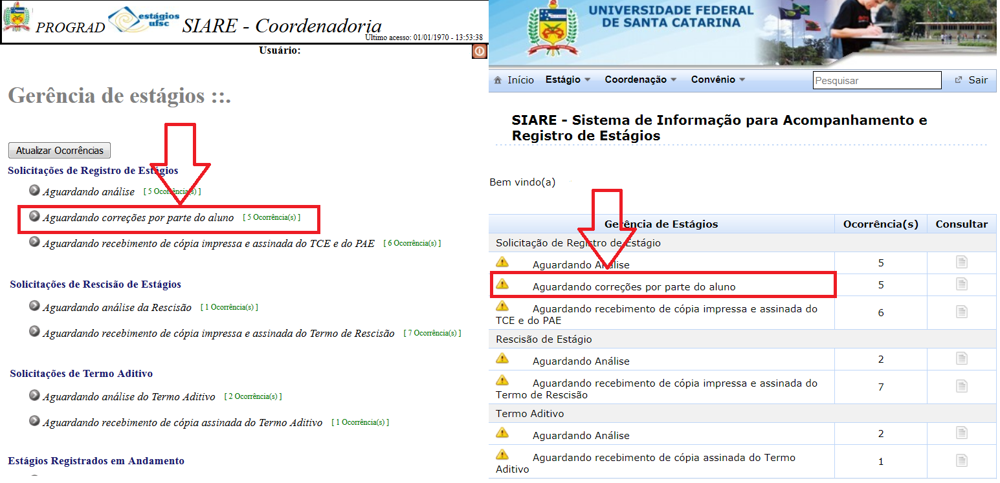 PROGRAD
estágios
ufsc
SIARE - Coordenadoria
Último acesso: 01/01/1970 - 13:53:38
Usuário:
Gerência de estágios ::.
Atualizar Ocorrências
Solicitações de Registro de Estágios
Aguardando análise [ 5 Ocorrência(s) ]
Aguardando correções por parte do aluno [ 5 Ocorrência(s) ]
Aguardando recebimento de cópia impressa e assinada do TCE e do PAE [ 6 Ocorrência(s) ]
Solicitações de Rescisão de Estágios
Aguardando análise da Rescisão [ 1 Ocorrência(s) ]
Aguardando recebimento de cópia impressa e assinada do Termo de Rescisão [ 7 Ocorrência(s) ]
Solicitações de Termo Aditivo
Aguardando análise do Termo Aditivo [ 2 Ocorrência(s) ]
Aguardando recebimento de cópia assinada do Termo Aditivo [ 1 Ocorrência(s) ]
Estágios Registrados em Andamento
UNIVERSIDADE FEDERAL
DE SANTA CATARINA
Início Estágio Coordenação Convênio Pesquisar Sair
SIARE - Sistema de Informação para Acompanhamento e
Registro de Estágios
Bem vindo(a)
Gerência de Estágios Ocorrência(s) Consultar
Solicitação de Registro de Estágio
Aguardando Análise 5
Aguardando correções por parte do aluno 5
Aguardando recebimento de cópia impressa e assinada do
TCE e do PAE 6
Rescisão de Estágio
Aguardando Análise 2
Aguardando recebimento de cópia impressa e assinada do
Termo de Rescisão 7
Termo Aditivo
Aguardando Análise 2
Aguardando recebimento de cópia assinada do Termo
Aditivo 1